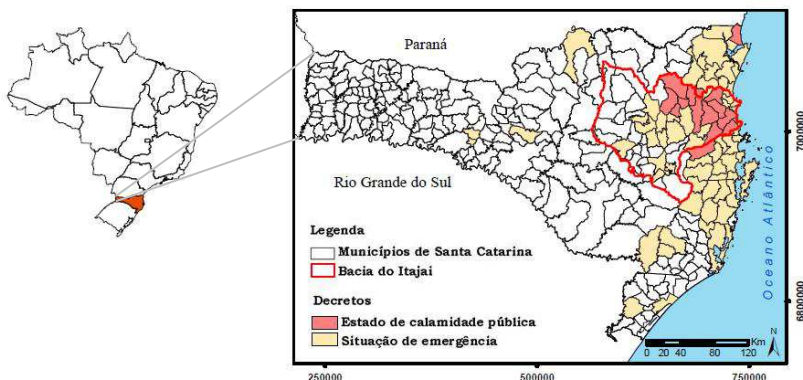 Paraná
Rio Grande do Sul
Oceano Atlântico
Legenda
Municípios de Santa Catarina
Bacia do Itajaí
Decretos
Estado de calamidade pública
Situação de emergência
N
Km
0 20 40 80 120
7000000
6800000
250000 500000 750000